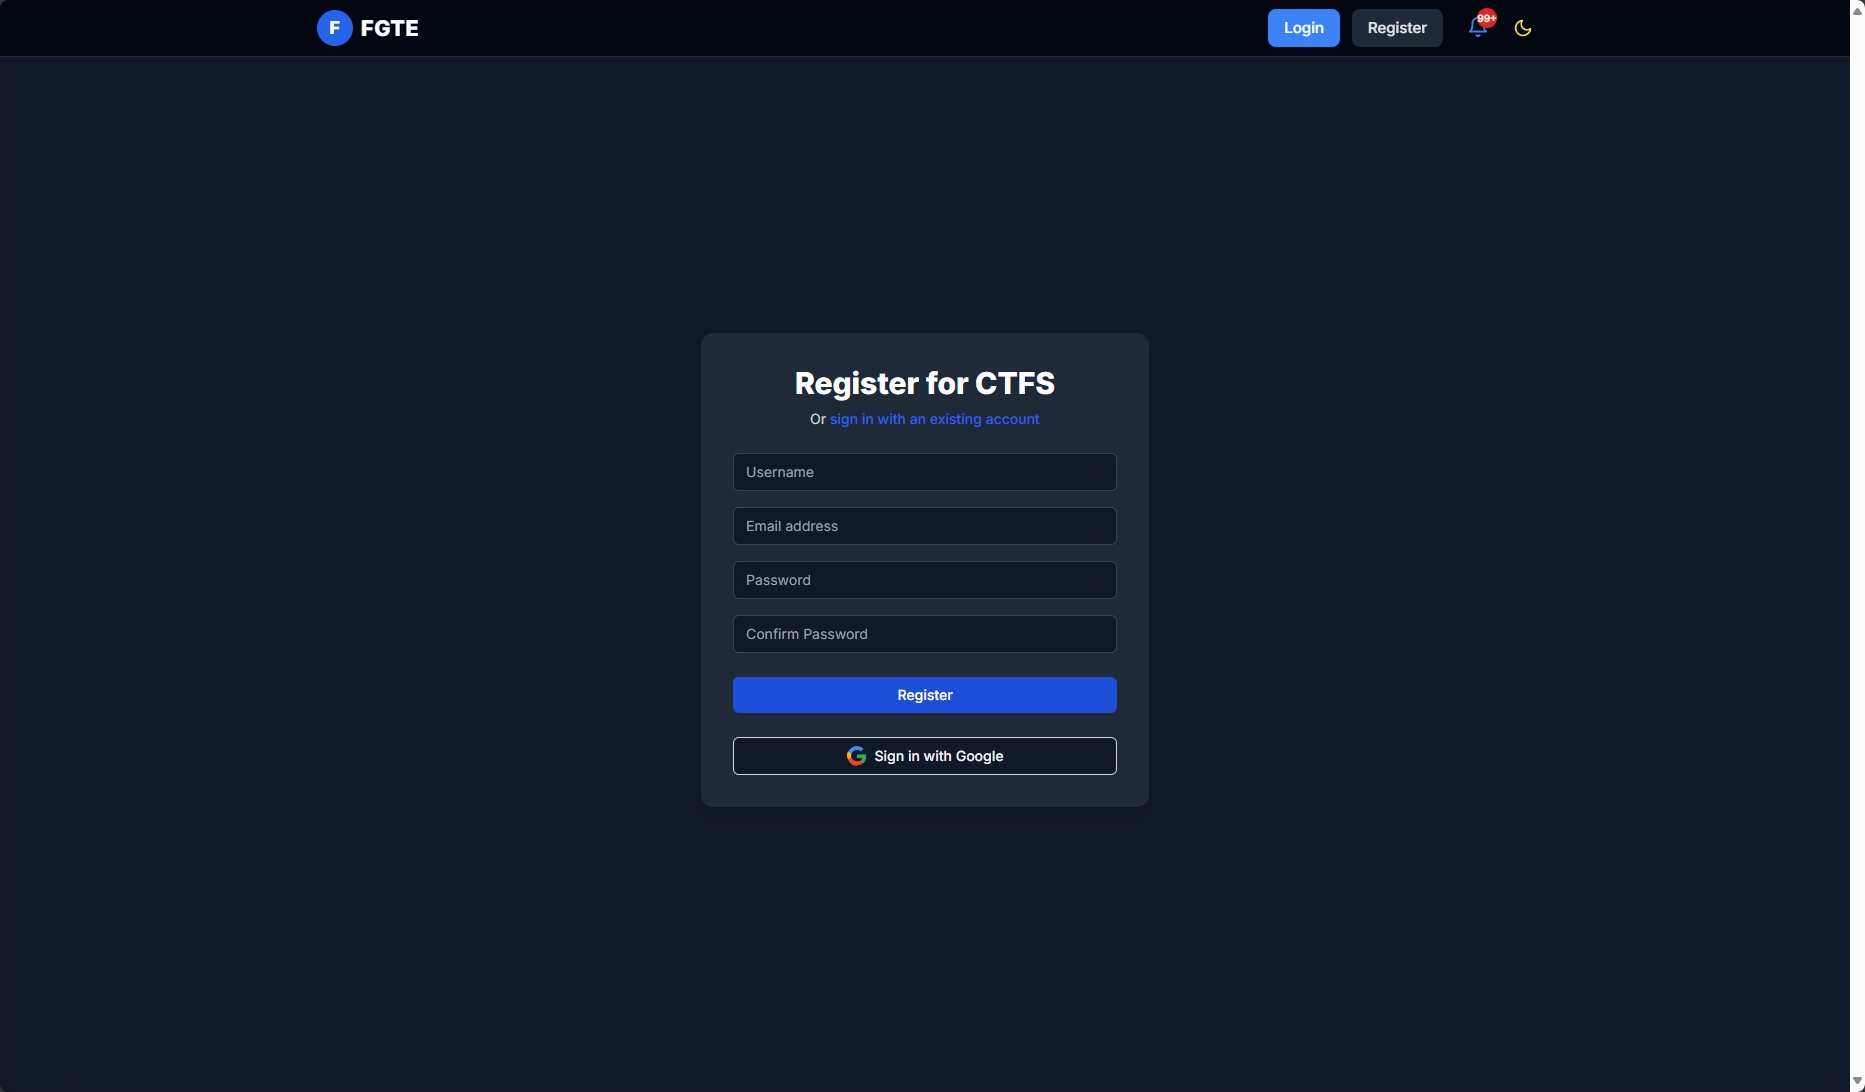 F FGTE
Login
Register
99+
Register for CTFS
Or sign in with an existing account
Username
Email address
Password
Confirm Password
Register
Sign in with Google